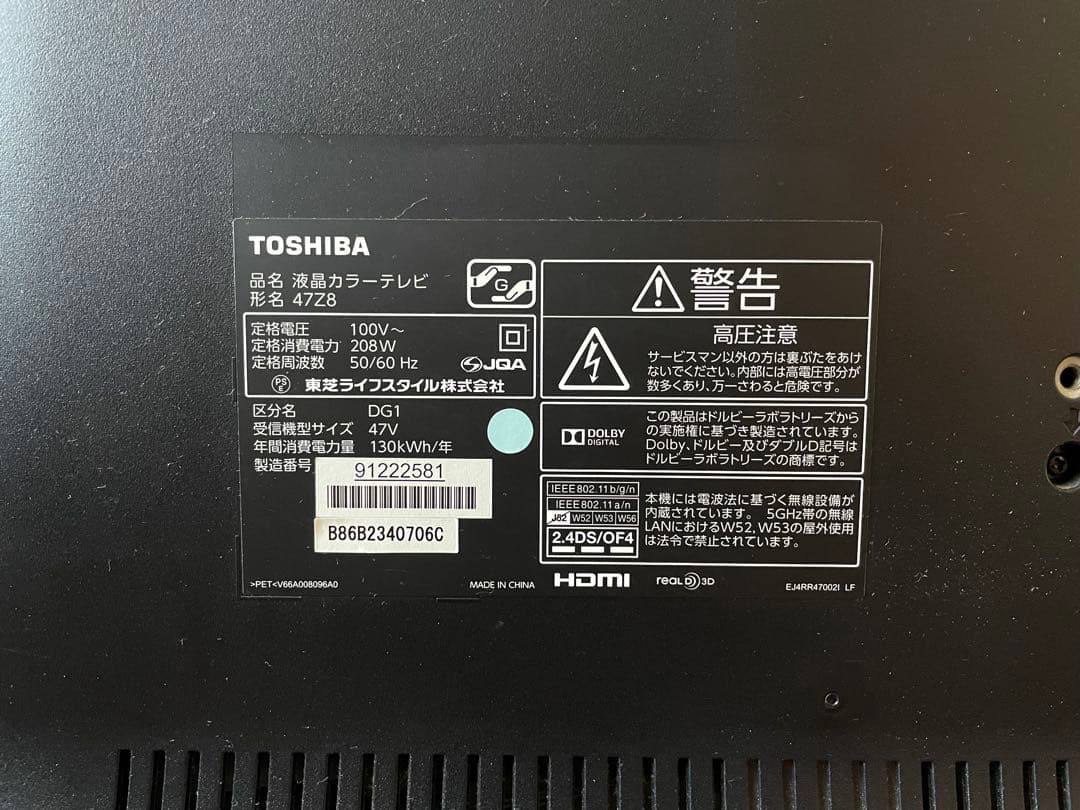 TOSHIBA
品名 液晶カラーテレビ
形名 47Z8
G
定格電圧 100V～
定格消費電力 208W
定格周波数 50/60 Hz
JQA
PS
E
東芝ライフスタイル株式会社
区分名 DG1
受信機型サイズ 47V
年間消費電力量 130kWh/年
製造番号 91222581
B86B2340706C
>PET<V66A008096A0
MADE IN CHINA
警告
高圧注意
サービスマン以外の方は裏ぶたをあけ
ないでください。内部には高電圧部分が
数多くあり、万一さわると危険です。
DOLBY
DIGITAL
この製品はドルビーラボラトリーズから
の実施権に基づき製造されています。
Dolby、ドルビー及びダブルD記号は
ドルビーラボラトリーズの商標です。
IEEE802.11b/g/n
IEEE802.11a/n
J52 W52 W53 W56
2.4DS/OF4
本機には電波法に基づく無線設備が
内蔵されています。 5GHz帯の無線
LANにおけるW52、W53の屋外使用
は法令で禁止されています。
HDMI
REALD 3D
EJ4RR47002I LF